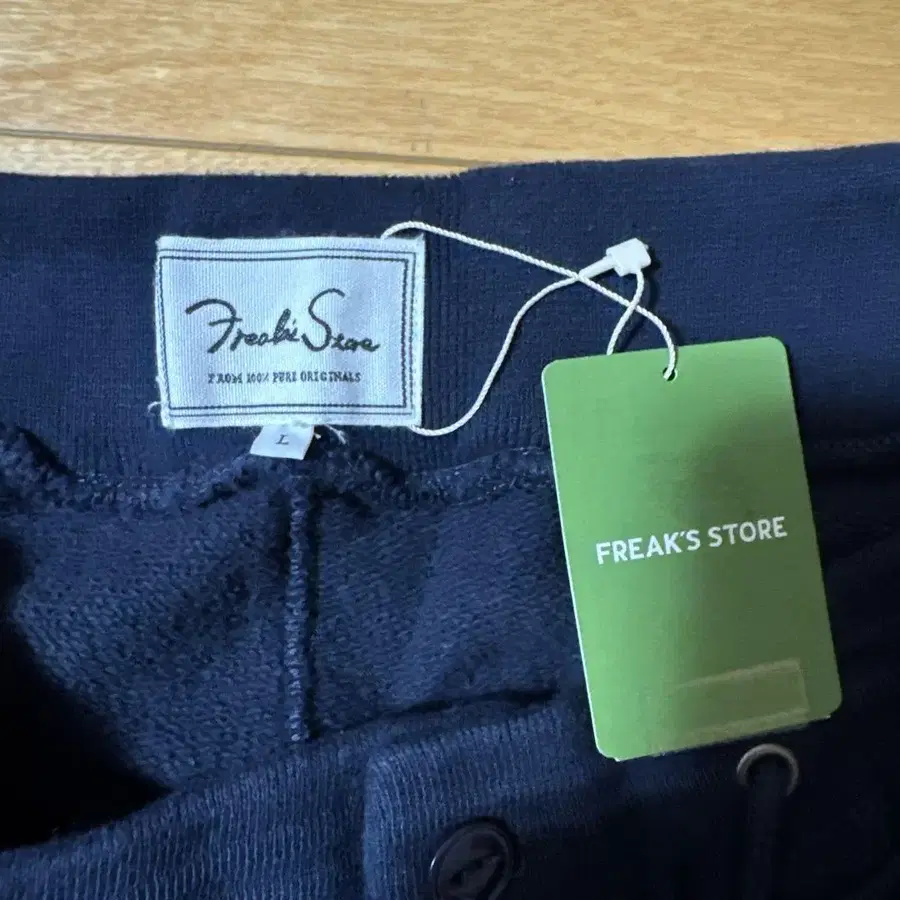 Freak's Store
FROM 100% PURE ORIGINALS
L
FREAK'S STORE